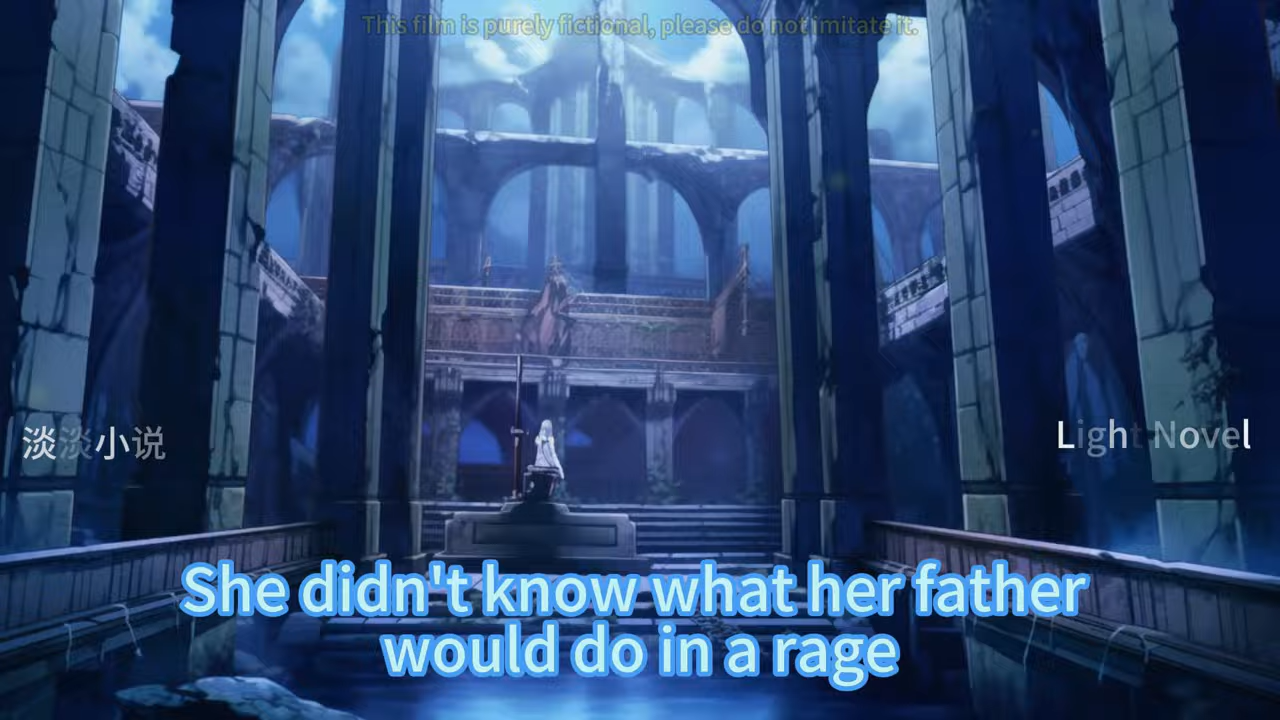 This film is purely fictional, please do not imitate it.
淡淡小说
Light Novel
She didn't know what her father
would do in a rage